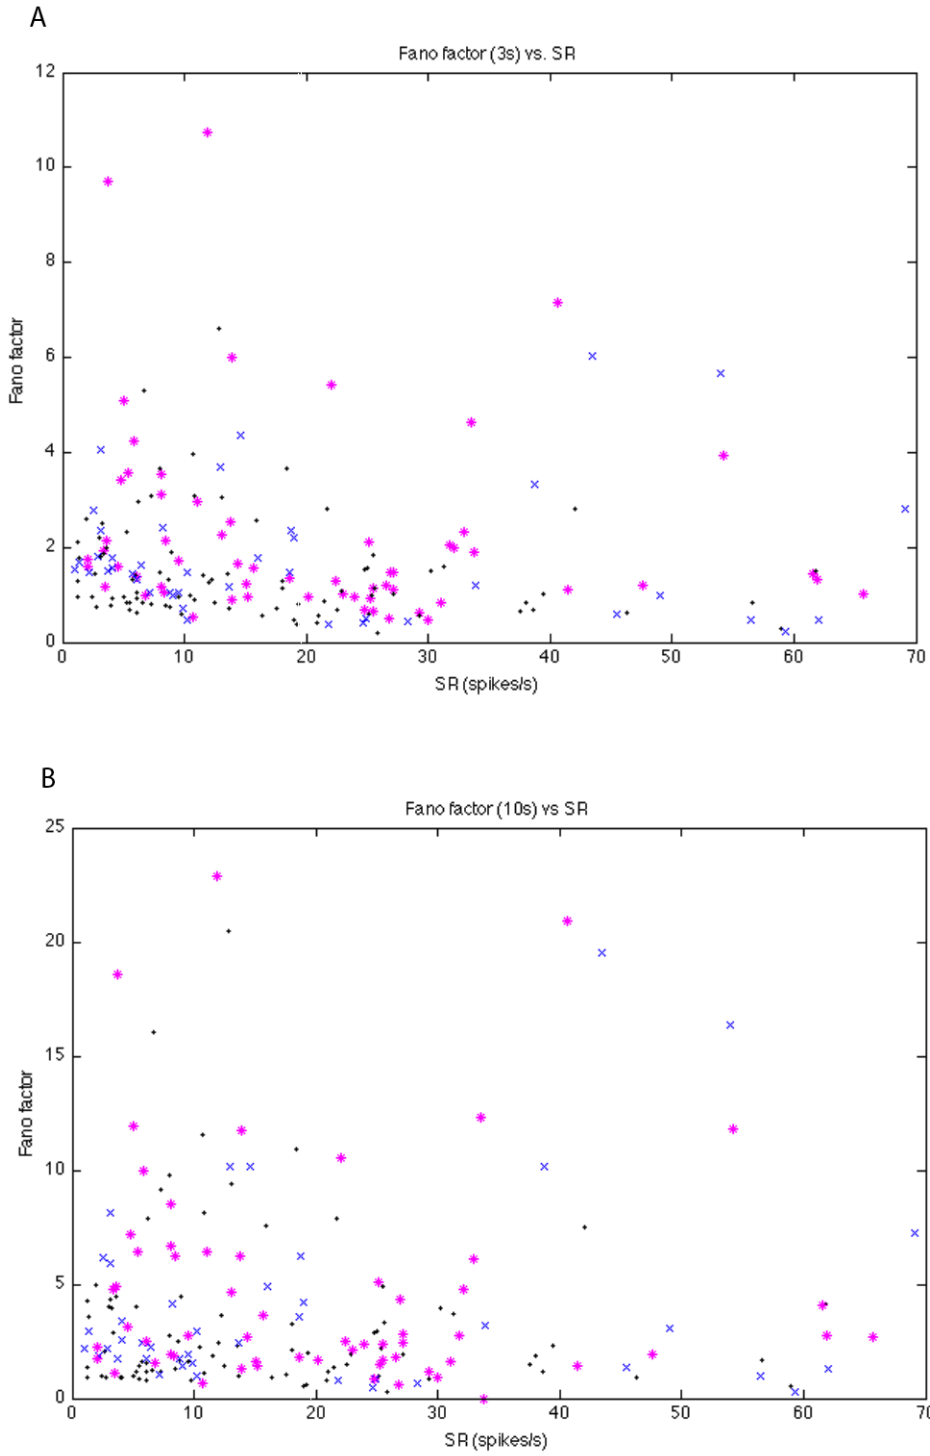 A
Fano factor (3s) vs. SR
12
10
8
6
4
2
0
Fano factor
0 10 20 30 40 50 60 70
SR (spikes/s)
B
Fano factor (10s) vs SR
25
20
15
10
5
0
Fano factor
0 10 20 30 40 50 60 70
SR (spikes/s)